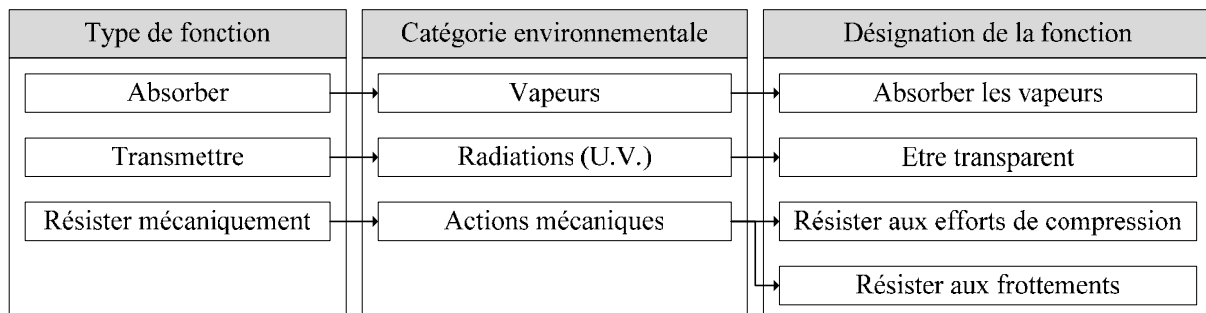 Type de fonction
Catégorie environnementale
Désignation de la fonction
Absorber
Vapeurs
Absorber les vapeurs
Transmettre
Radiations (U.V.)
Etre transparent
Résister mécaniquement
Actions mécaniques
Résister aux efforts de compression
Résister aux frottements